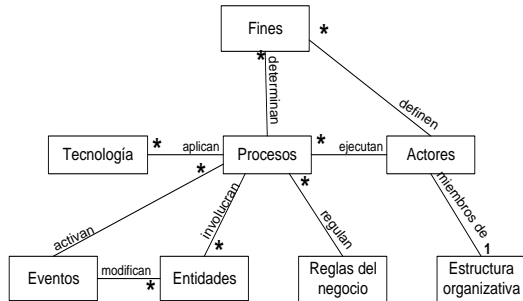 Fines
*
*
determinan
definen
Tecnología
*
aplican
Procesos
*
ejecutan
Actores
*
*
activan
involucran
regulan
miembros de
*
1
Eventos
modifican
*
Entidades
Reglas del
negocio
Estructura
organizativa